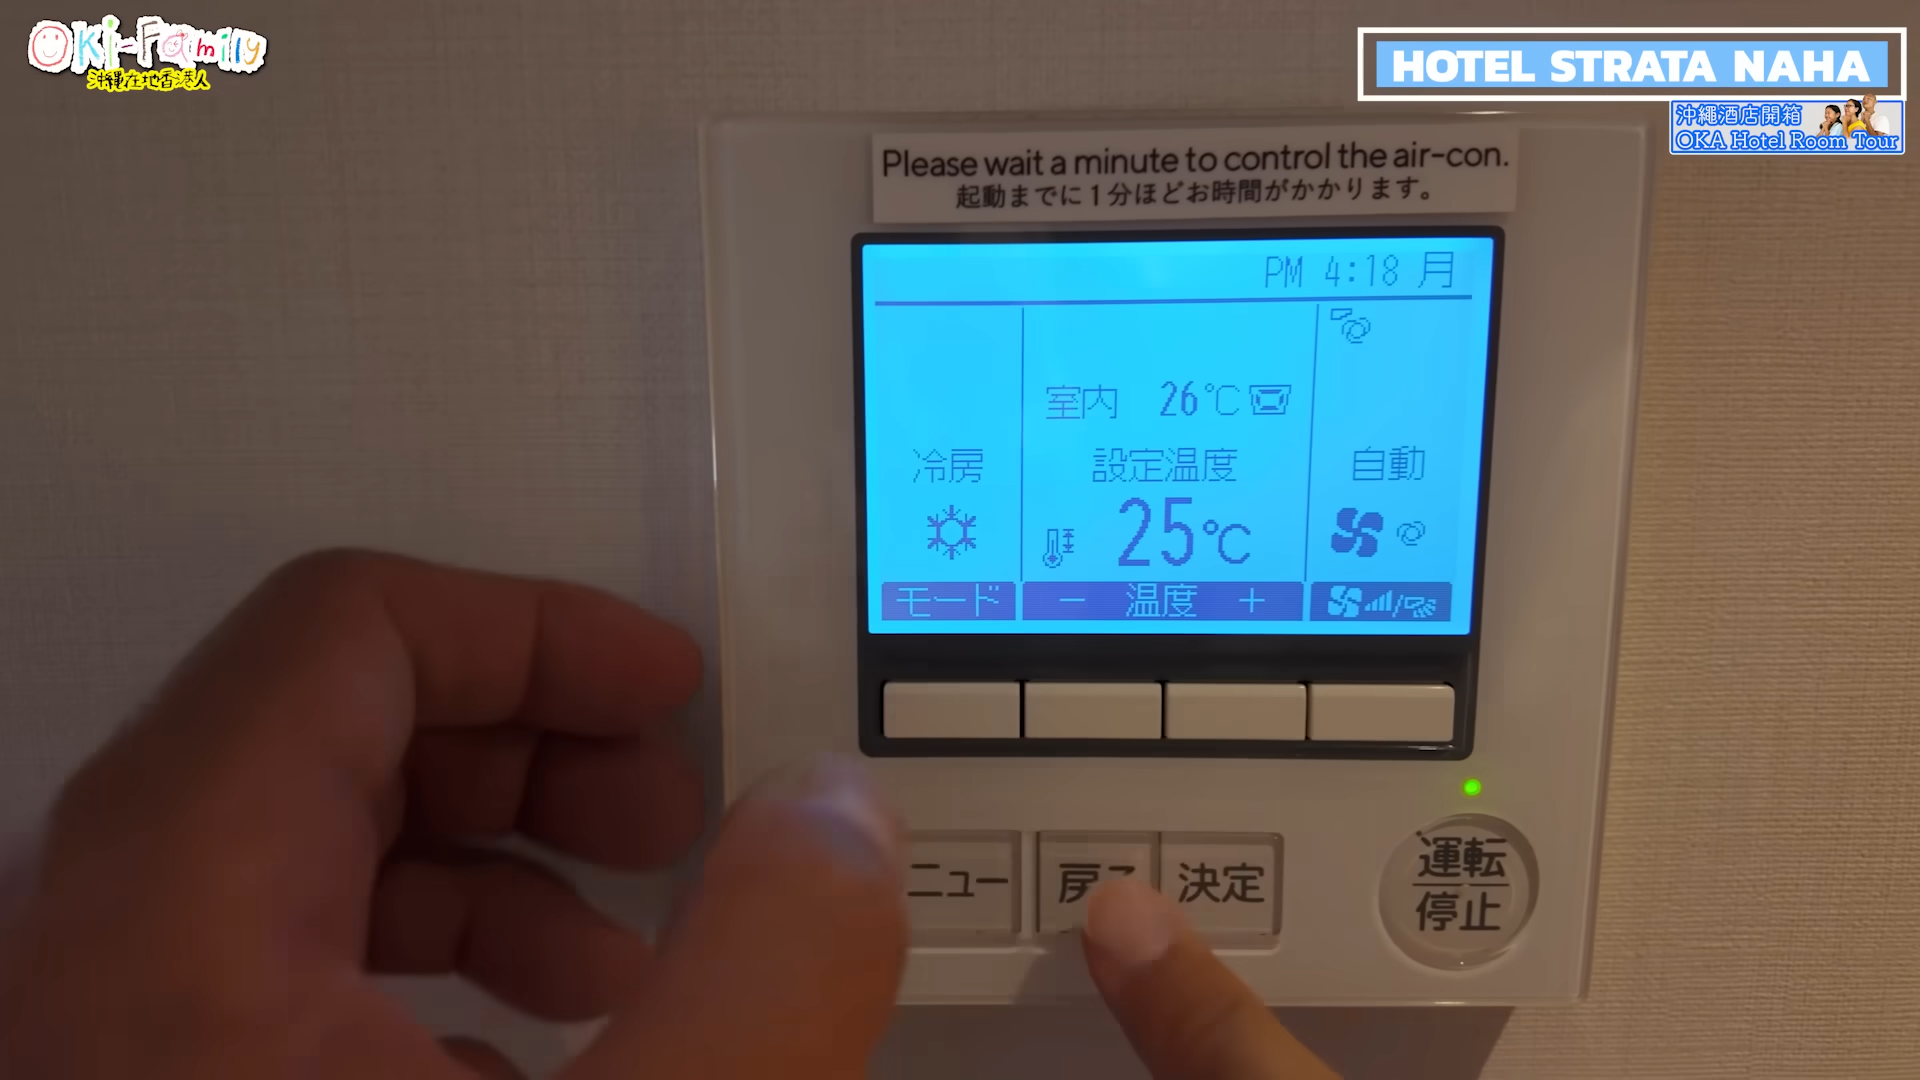 Oki-Family
沖縄在地香港人
HOTEL STRATA NAHA
沖繩酒店開箱
OKA Hotel Room Tour
Please wait a minute to control the air-con.
起動までに1分ほどお時間がかかります。
PM 4:18 月
室内 26℃
冷房 設定温度 自動
25℃
モード － 温度 ＋
ニュー 戻る 決定
運転
停止